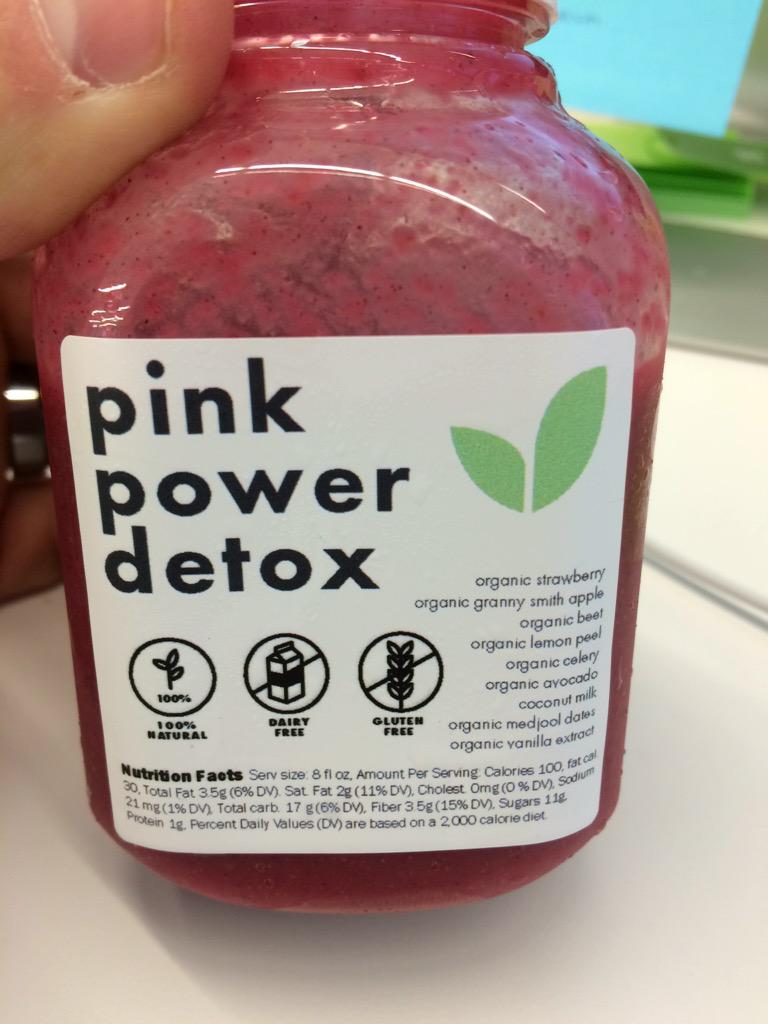 pink
power
detox
organic strawberry
organic granny smith apple
organic beet
organic lemon peel
organic celery
organic avocado
coconut milk
organic medjool dates
organic vanilla extract
100%
100%
NATURAL
DAIRY
FREE
GLUTEN
FREE
Nutrition Facts Serv size: 8 fl oz, Amount Per Serving: Calories 100, fat cal.
30, Total Fat 3.5g (6% DV). Sat. Fat 2g (11% DV), Cholest. 0mg (0 % DV), Sodium
21 mg (1% DV), Total carb. 17 g (6% DV), Fiber 3.5g (15% DV), Sugars 11g,
Protein 1g, Percent Daily Values (DV) are based on a 2,000 calorie diet.